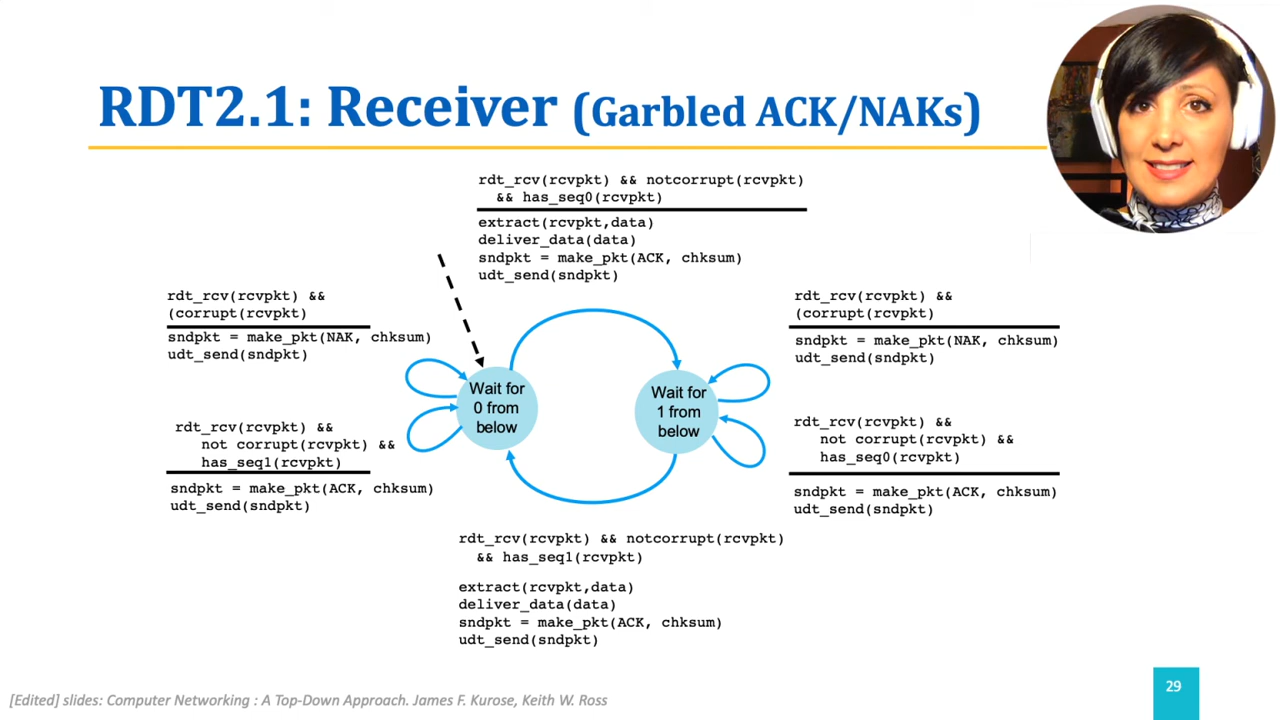 RDT2.1: Receiver (Garbled ACK/NAKs)
rdt_rcv(rcvpkt) && notcorrupt(rcvpkt)
&& has_seq0(rcvpkt)
extract(rcvpkt,data)
deliver_data(data)
sndpkt = make_pkt(ACK, chksum)
udt_send(sndpkt)
rdt_rcv(rcvpkt) &&
(corrupt(rcvpkt)
sndpkt = make_pkt(NAK, chksum)
udt_send(sndpkt)
rdt_rcv(rcvpkt) &&
(corrupt(rcvpkt)
sndpkt = make_pkt(NAK, chksum)
udt_send(sndpkt)
Wait for
0 from
below
Wait for
1 from
below
rdt_rcv(rcvpkt) &&
not corrupt(rcvpkt) &&
has_seq1(rcvpkt)
sndpkt = make_pkt(ACK, chksum)
udt_send(sndpkt)
rdt_rcv(rcvpkt) &&
not corrupt(rcvpkt) &&
has_seq0(rcvpkt)
sndpkt = make_pkt(ACK, chksum)
udt_send(sndpkt)
rdt_rcv(rcvpkt) && notcorrupt(rcvpkt)
&& has_seq1(rcvpkt)
extract(rcvpkt,data)
deliver_data(data)
sndpkt = make_pkt(ACK, chksum)
udt_send(sndpkt)
[Edited] slides: Computer Networking : A Top-Down Approach. James F. Kurose, Keith W. Ross
29